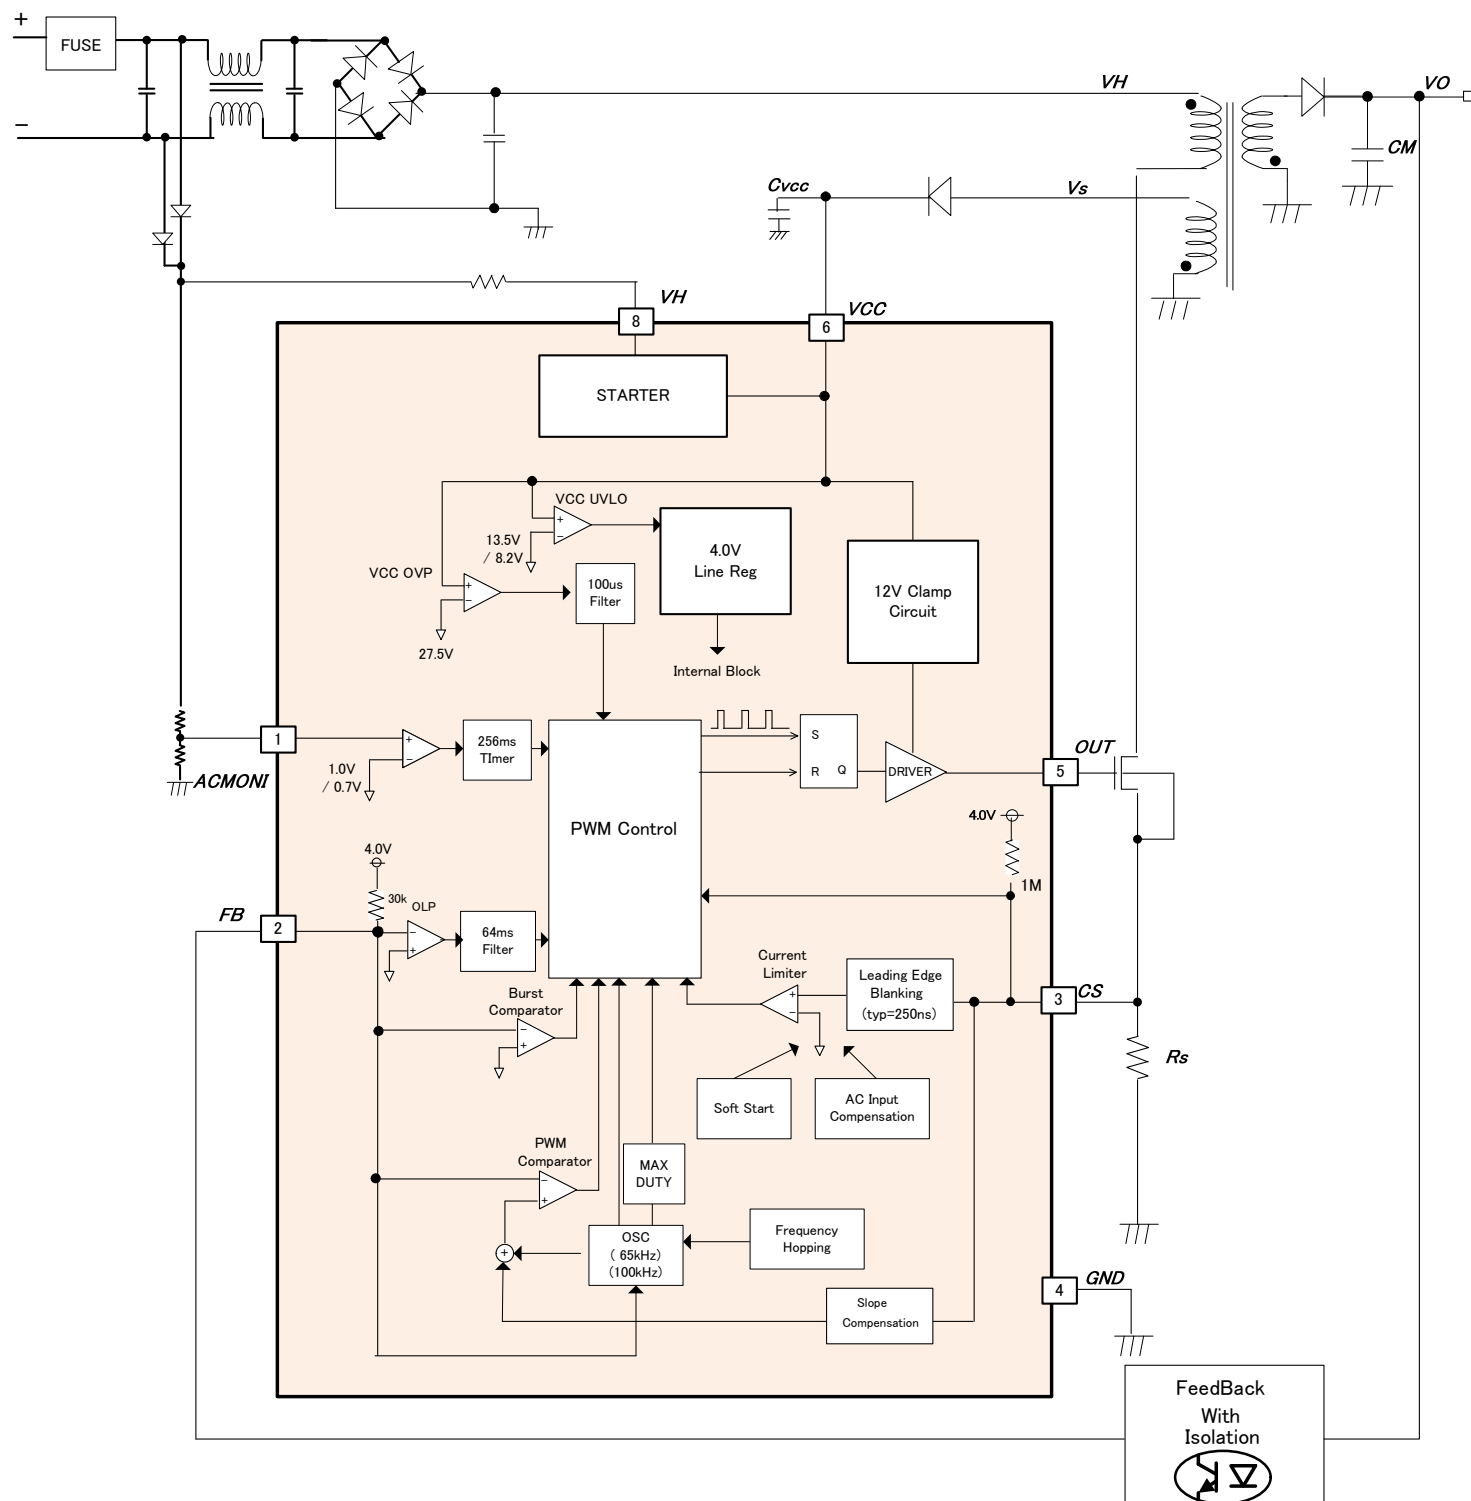 +
FUSE
−
VH
VO
CM
Cvcc
Vs
VH
VCC
8
6
STARTER
VCC UVLO
+
−
13.5V
/ 8.2V
4.0V
Line Reg
VCC OVP
+
−
27.5V
100us
Filter
12V Clamp
Circuit
Internal Block
1
ACMONI
+
−
1.0V
/ 0.7V
256ms
TImer
PWM Control
S
R Q
DRIVER
5
OUT
4.0V
1M
4.0V
30k
OLP
FB
2
−
+
64ms
Filter
Current
Limiter
+
−
Leading Edge
Blanking
(typ=250ns)
3
CS
Burst
Comparator
−
+
Rs
Soft Start
AC Input
Compensation
PWM
Comparator
−
+
MAX
DUTY
+
OSC
( 65kHz)
(100kHz)
Frequency
Hopping
Slope
Compensation
4
GND
FeedBack
With
Isolation